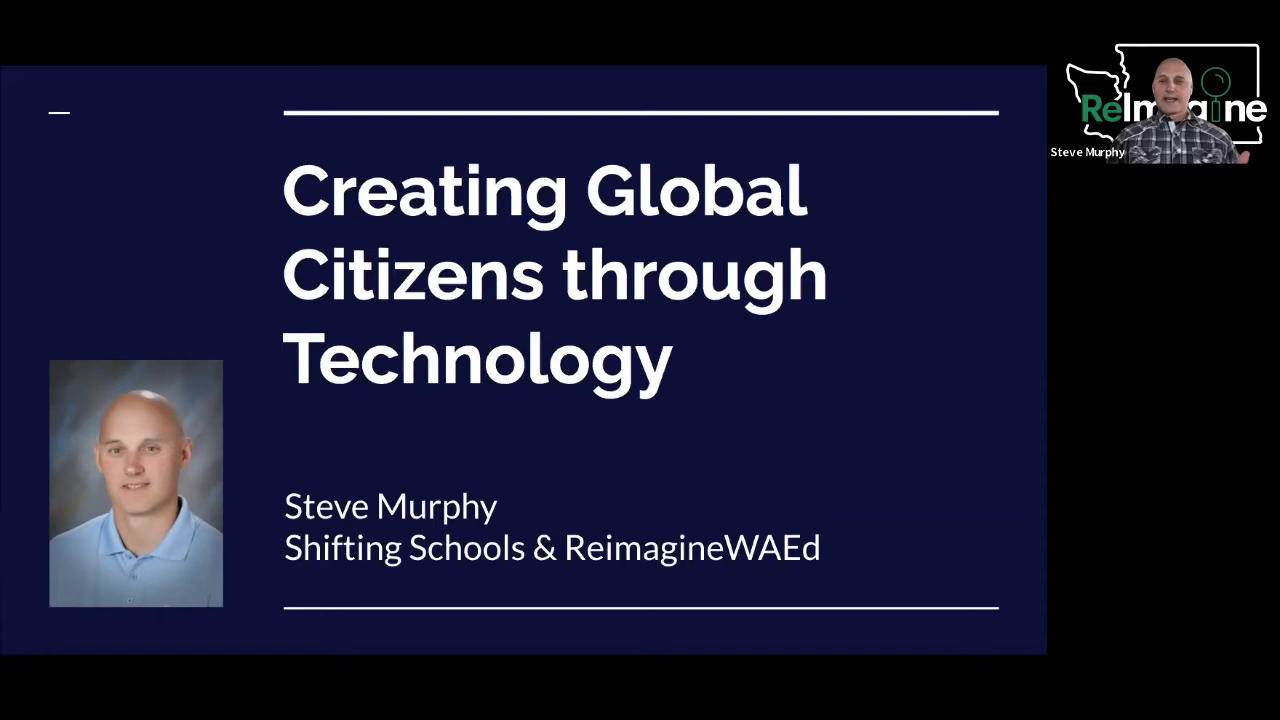 Creating Global
Citizens through
Technology
Steve Murphy
Shifting Schools & ReimagineWAEd
ReImagine
Steve Murphy